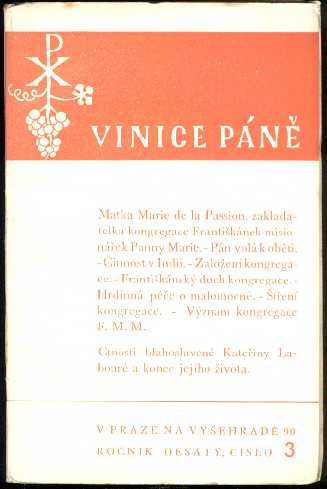 VINICE PÁNĚ
Matka Marie de la Passion, zaklada-
telka kongregace Františkánek misio-
nářek Panny Marie. - Pán volá k oběti.
- Činnost v Indii. - Založení kongrega-
ce. - Františkánský duch kongregace. -
Hrdinná péče o malomocné. - Šíření
kongregace. - Význam kongregace
F. M. M.
Ctnosti blahoslavené Kateřiny La-
bouré a konec jejího života.
V PRAZE NA VYŠEHRADĚ 90
ROČNÍK DESATÝ, ČÍSLO 3